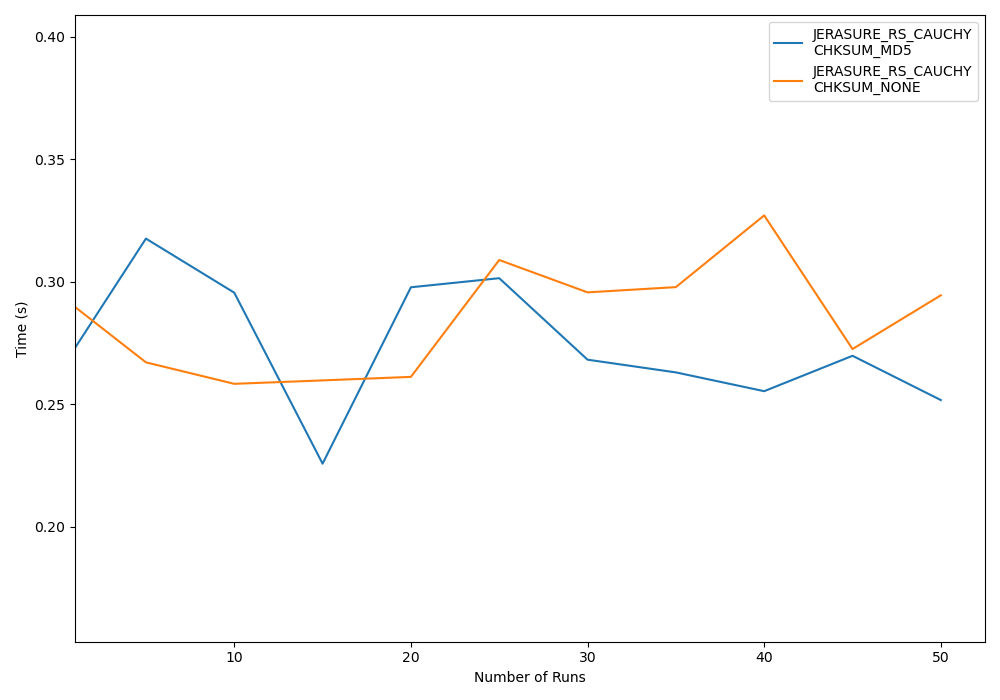 JERASURE_RS_CAUCHY
CHKSUM_MD5
JERASURE_RS_CAUCHY
CHKSUM_NONE
0.40
0.35
0.30
0.25
0.20
Time (s)
10
20
30
40
50
Number of Runs